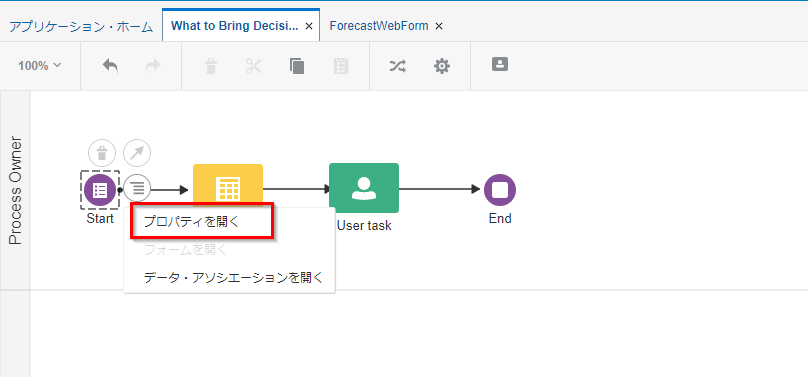 アプリケーション・ホーム
What to Bring Decisi...
ForecastWebForm
100%
Process Owner
Start
プロパティを開く
フォームを開く
データ・アソシエーションを開く
User task
End